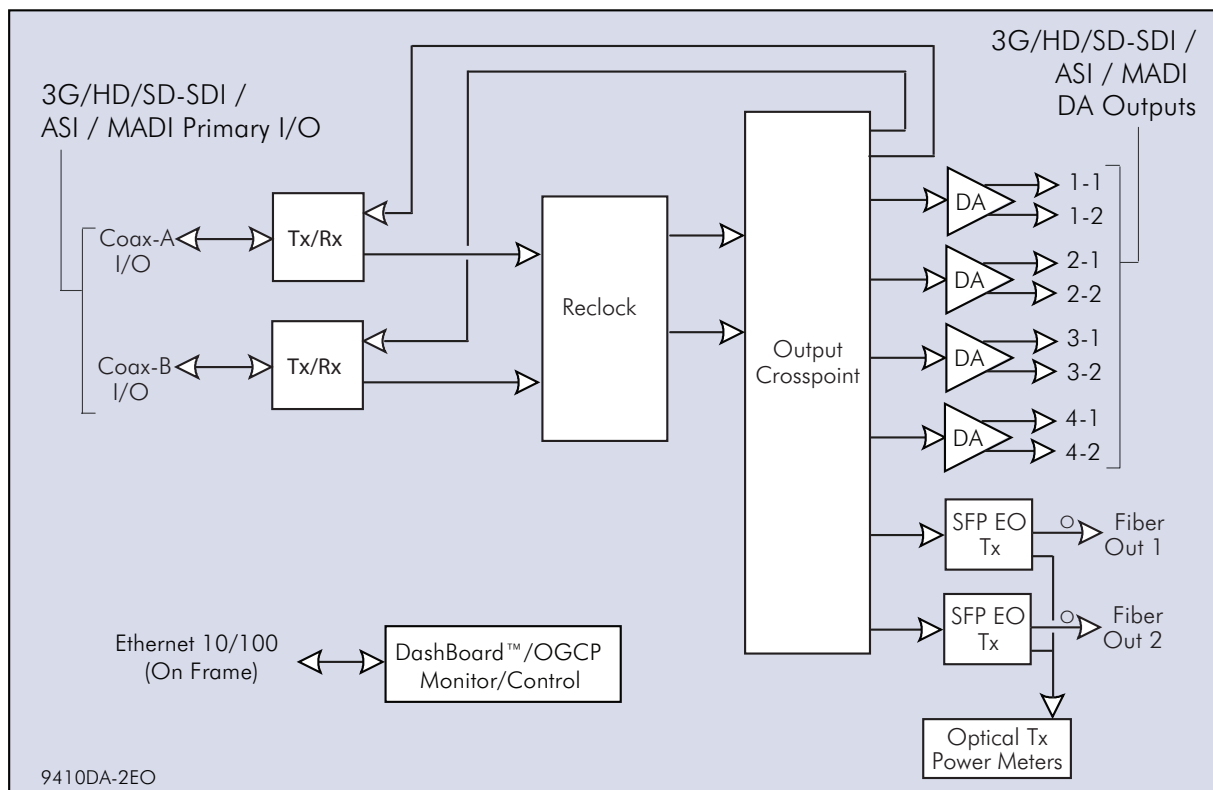 3G/HD/SD-SDI /
ASI / MADI Primary I/O
3G/HD/SD-SDI /
ASI / MADI
DA Outputs
Coax-A
I/O
Tx/Rx
Coax-B
I/O
Tx/Rx
Reclock
Output
Crosspoint
DA
1-1
1-2
DA
2-1
2-2
DA
3-1
3-2
DA
4-1
4-2
SFP EO
Tx
Fiber
Out 1
SFP EO
Tx
Fiber
Out 2
Optical Tx
Power Meters
Ethernet 10/100
(On Frame)
DashBoard™/OGCP
Monitor/Control
9410DA-2EO